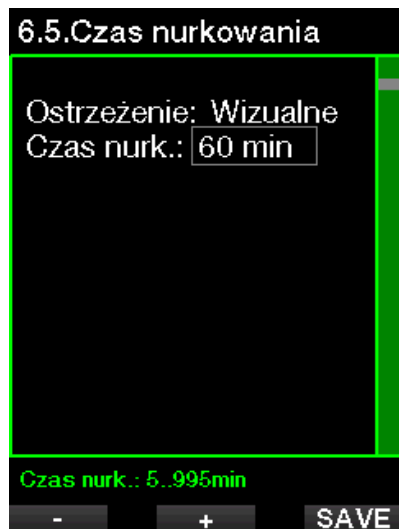 6.5.Czas nurkowania
Ostrzeżenie: Wizualne
Czas nurk.: 60 min
Czas nurk.: 5..995min
- + SAVE